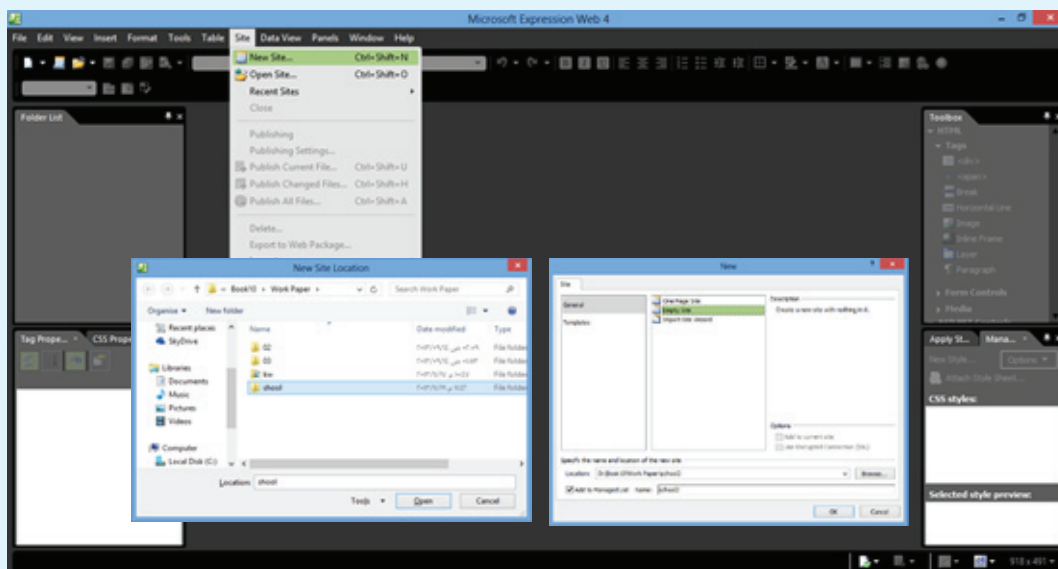 Microsoft Expression Web 4
File Edit View Insert Format Tools Table Site Data View Panels Window Help
New Site... Ctrl+Shift+N
Open Site... Ctrl+Shift+O
Recent Sites
Close
Publishing
Publishing Settings...
Publish Current File... Ctrl+Shift+U
Publish Changed Files... Ctrl+Shift+H
Publish All Files... Ctrl+Shift+A
Delete...
Export to Web Package...
Folder List
Toolbox
HTML
Tags
<div>
<span>
Break
Horizontal Line
Image
Inline Frame
Layer
Paragraph
Form Controls
Media
Tag Prope... CSS Prope
Apply St... Mana...
New Style... Options
Attach Style Sheet...
CSS styles:
Selected style preview:
918 x 491
New Site Location
« Book10 Work Paper Search Work Paper
Organise New folder
Recent places
SkyDrive
Libraries
Documents
Music
Pictures
Videos
Computer
Local Disk (C:)
Name Date modified Type
02 File folder
03 File folder
File folder
shool File folder
Location: shool
Tools Open Cancel
New
Site
General
Templates
One Page Site
Empty Site
Import Site Wizard
Description
Create a new site with nothing in it.
Options
Add to current site
Use Encrypted Connection (SSL)
Specify the name and location of the new site
Location: Browse...
Add to Managed List Name:
OK Cancel